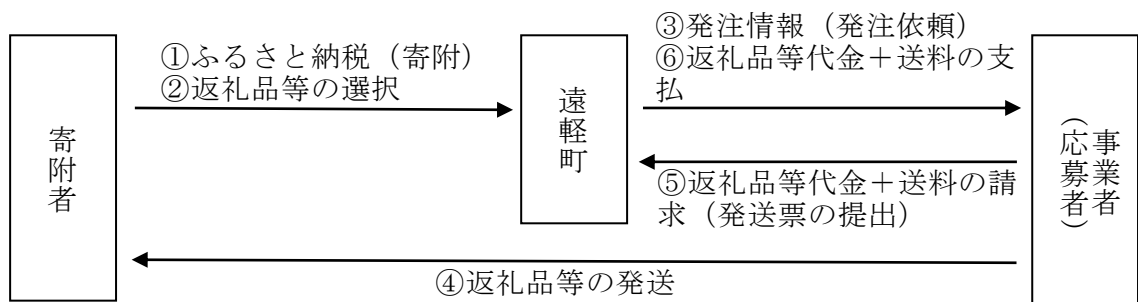 ①ふるさと納税（寄附）
②返礼品等の選択
③発注情報（発注依頼）
⑥返礼品等代金＋送料の支
払
寄附者
遠軽町
事業者
（応募者）
⑤返礼品等代金＋送料の請
求（発送票の提出）
④返礼品等の発送